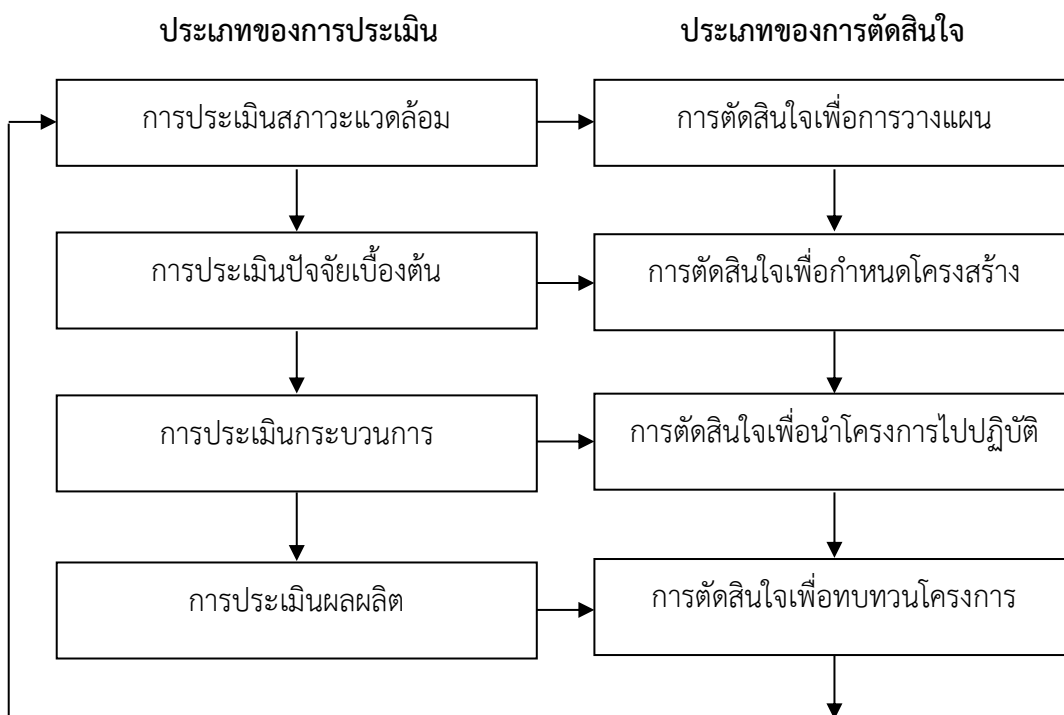 ประเภทของการประเมิน
ประเภทของการตัดสินใจ
การประเมินสภาวะแวดล้อม
การตัดสินใจเพื่อการวางแผน
การประเมินปัจจัยเบื้องต้น
การตัดสินใจเพื่อกำหนดโครงสร้าง
การประเมินกระบวนการ
การตัดสินใจเพื่อนำโครงการไปปฏิบัติ
การประเมินผลผลิต
การตัดสินใจเพื่อทบทวนโครงการ